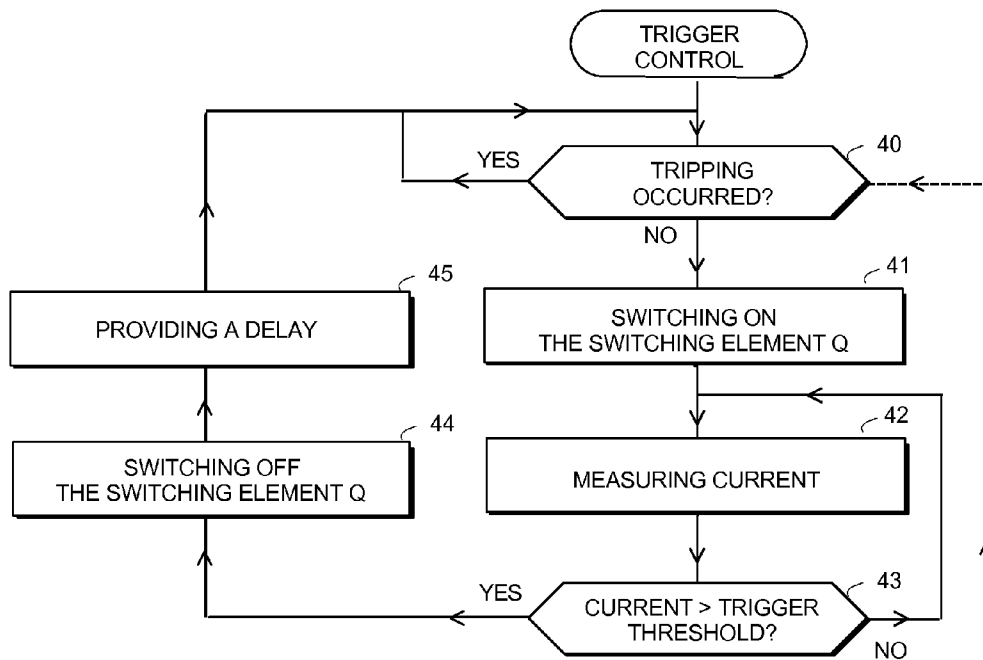 TRIGGER
CONTROL
40
YES
TRIPPING
OCCURRED?
NO
41
SWITCHING ON
THE SWITCHING ELEMENT Q
45
PROVIDING A DELAY
42
MEASURING CURRENT
44
SWITCHING OFF
THE SWITCHING ELEMENT Q
43
YES
CURRENT > TRIGGER
THRESHOLD?
NO